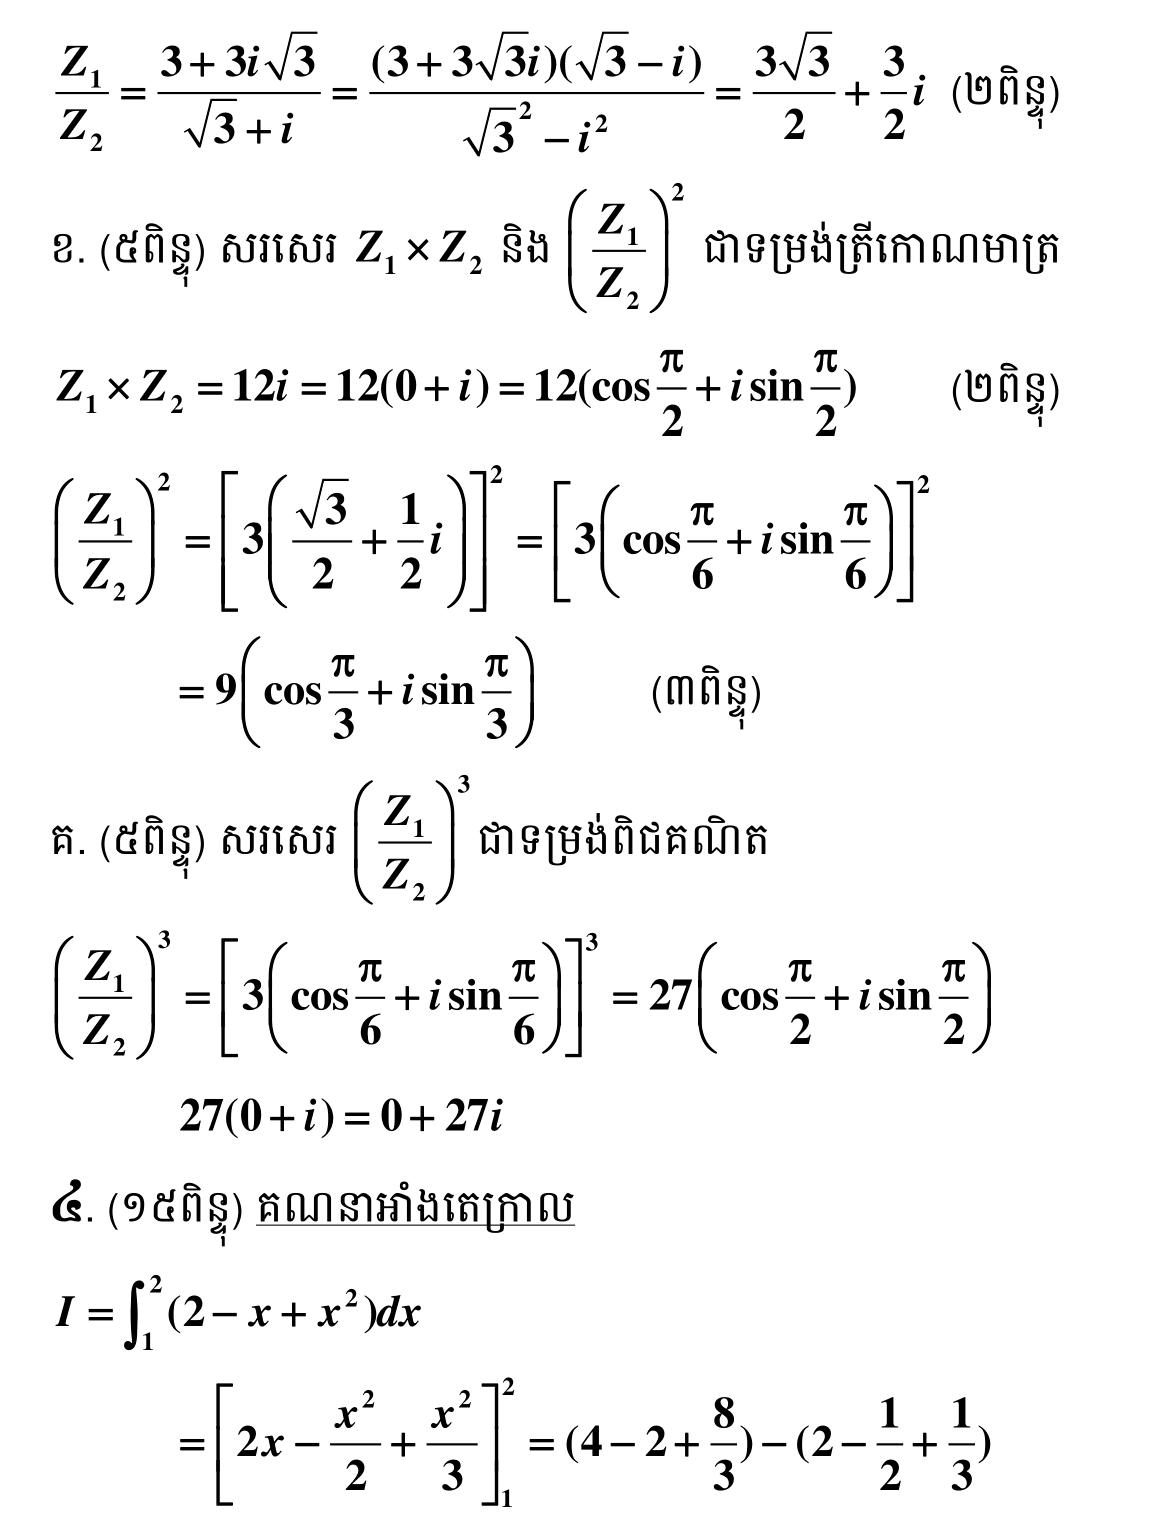 Z₁/Z₂ = (3 + 3i√3)/(√3 + i) = ((3 + 3√3i)(√3 − i))/(√3² − i²) = 3√3/2 + 3/2 i (២ពិន្ទុ)
ខ. (៥ពិន្ទុ) សរសេរ Z₁ × Z₂ និង (Z₁/Z₂)² ជាទម្រង់ត្រីកោណមាត្រ
Z₁ × Z₂ = 12i = 12(0 + i) = 12(cos π/2 + i sin π/2) (២ពិន្ទុ)
(Z₁/Z₂)² = [3(√3/2 + 1/2 i)]² = [3(cos π/6 + i sin π/6)]²
= 9(cos π/3 + i sin π/3) (៣ពិន្ទុ)
គ. (៥ពិន្ទុ) សរសេរ (Z₁/Z₂)³ ជាទម្រង់ពិជគណិត
(Z₁/Z₂)³ = [3(cos π/6 + i sin π/6)]³ = 27(cos π/2 + i sin π/2)
27(0 + i) = 0 + 27i
៤. (១៥ពិន្ទុ) គណនាអាំងតេក្រាល
I = ∫₁²(2 − x + x²)dx
= [2x − x²/2 + x²/3]₁² = (4 − 2 + 8/3) − (2 − 1/2 + 1/3)